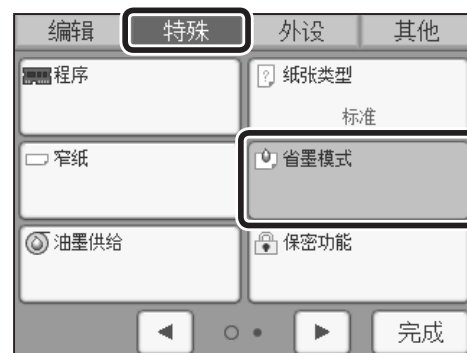 编辑 特殊 外设 其他
程序 纸张类型
标准
窄纸 省墨模式
油墨供给 保密功能
完成